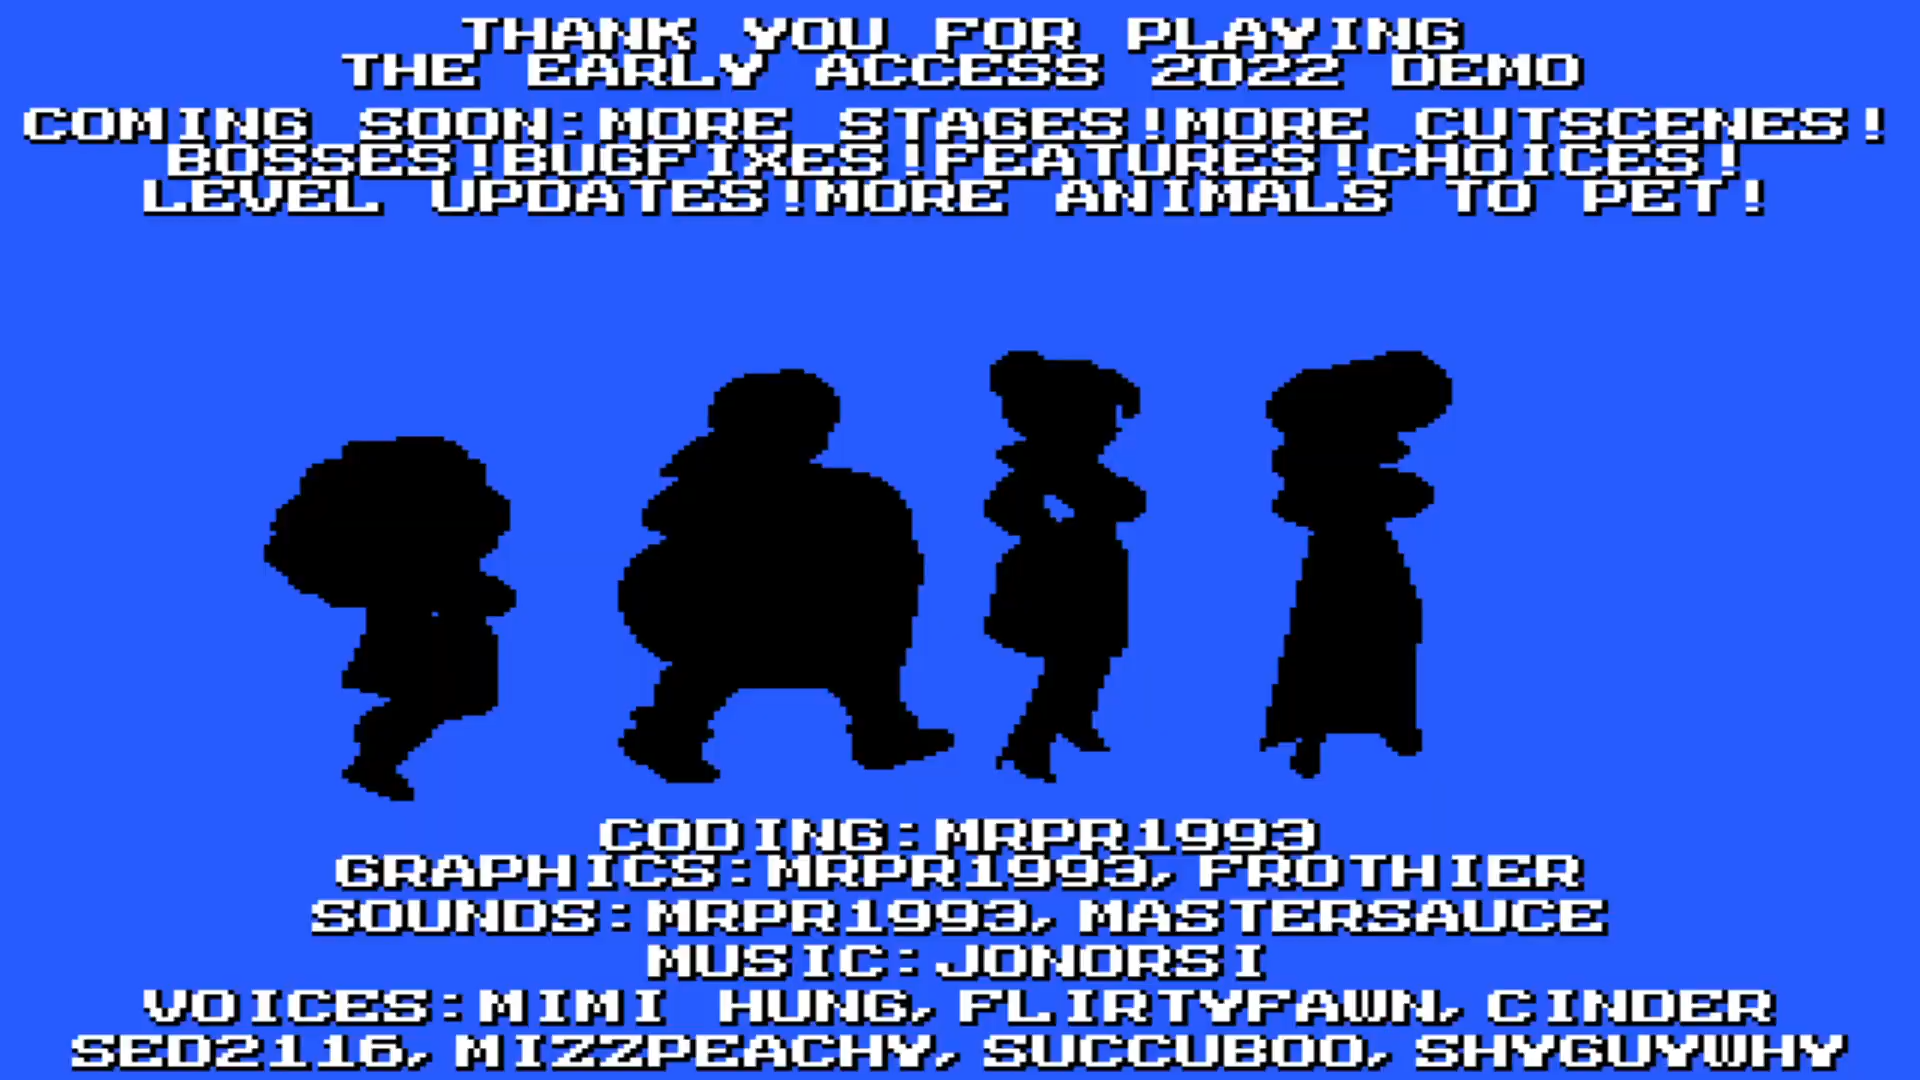 THANK YOU FOR PLAYING
THE EARLY ACCESS 2022 DEMO
COMING SOON:MORE STAGES!MORE CUTSCENES!
BOSSES!BUGFIXES!FEATURES!CHOICES!
LEVEL UPDATES!MORE ANIMALS TO PET!
CODING:MRPR1993
GRAPHICS:MRPR1993,FROTHIER
SOUNDS:MRPR1993,MASTERSAUCE
MUSIC:JONORSI
VOICES:MIMI HUNG,FLIRTYFAWN,CINDER
SED2116,MIZZPEACHY,SUCCUBOO,SHYGUYWHY